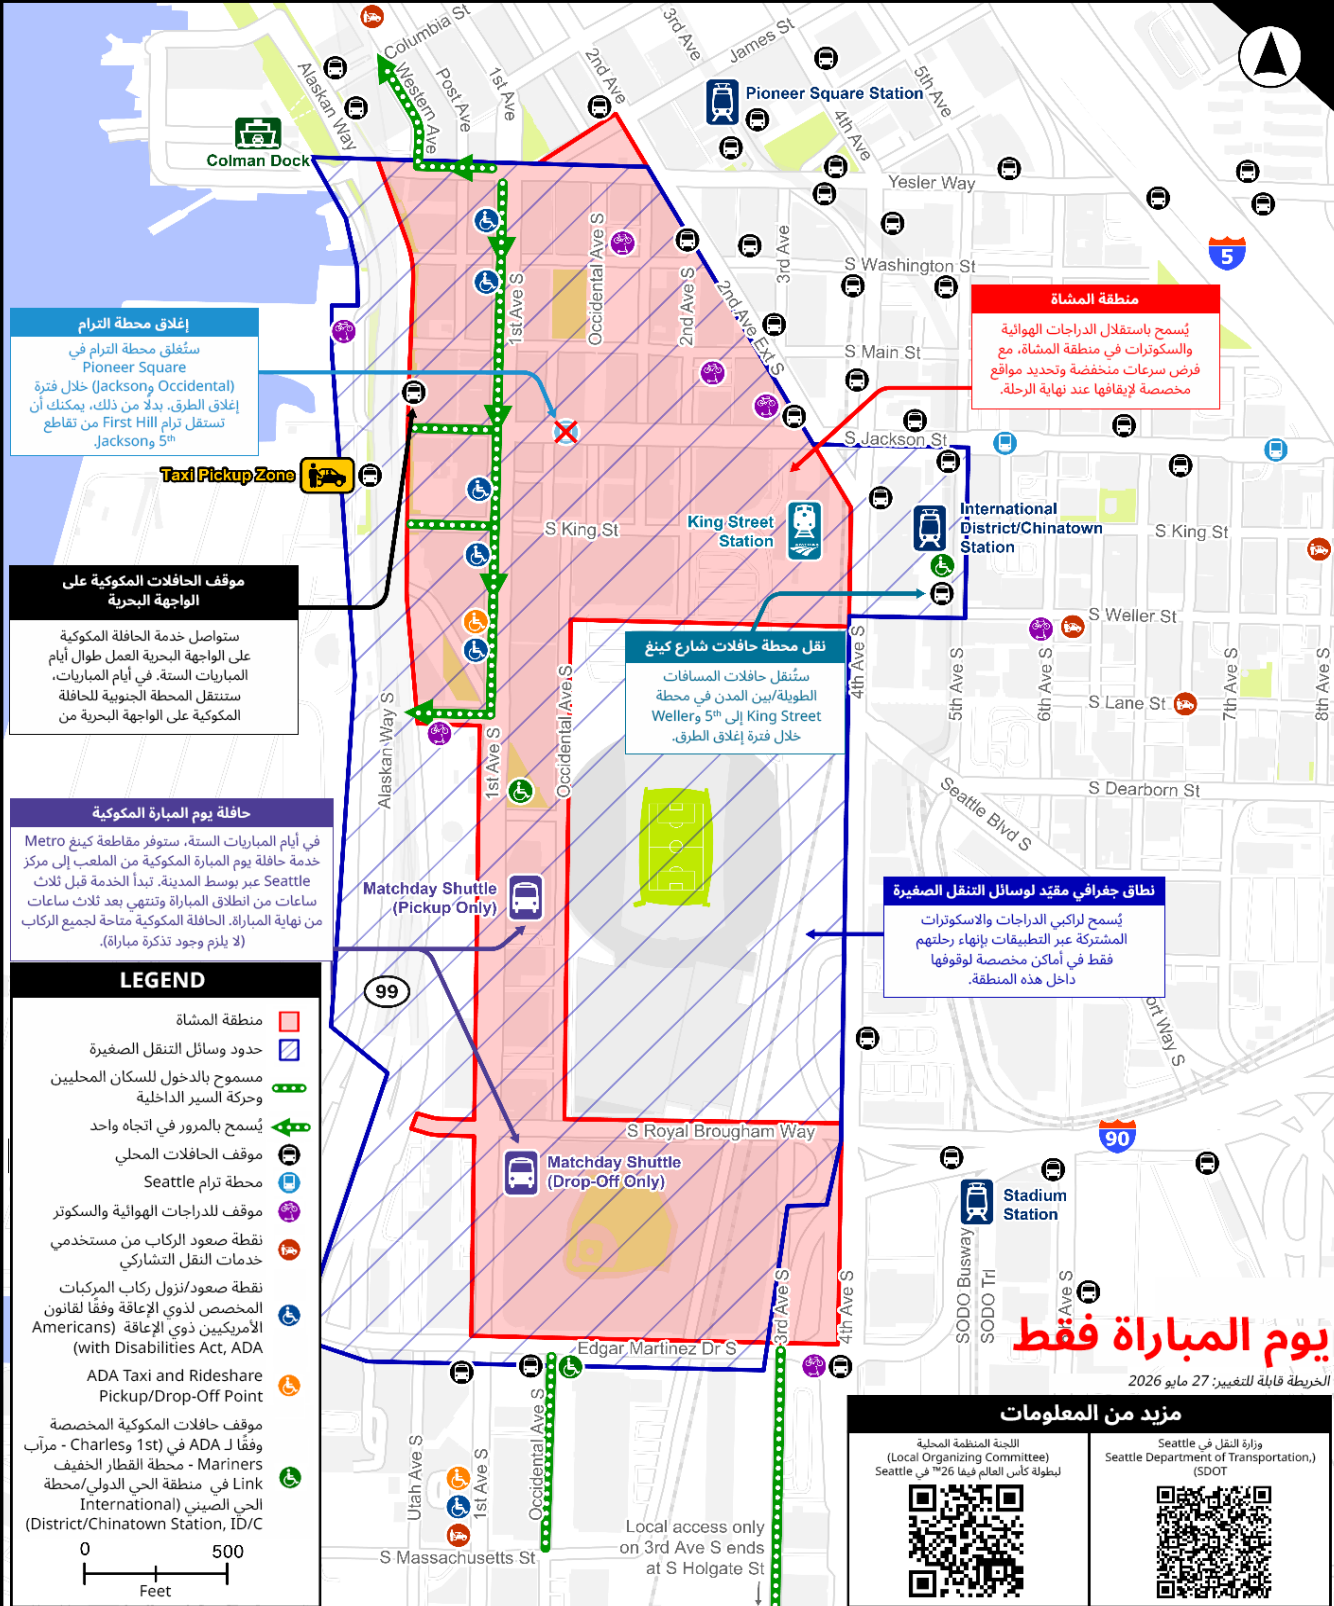 Columbia St
Alaskan Way
Western Ave
Post Ave
1st Ave
2nd Ave
3rd Ave
James St
4th Ave
5th Ave
Pioneer Square Station
Colman Dock
Yesler Way
5
S Washington St
3rd Ave
Occidental Ave S
1st Ave S
2nd Ave S
2nd Ave Ext S
S Main St
S Jackson St
منطقة المشاة
يُسمح باستقلال الدراجات الهوائية
والسكوترات في منطقة المشاة، مع
فرض سرعات منخفضة وتحديد مواقع
مخصصة لإيقافها عند نهاية الرحلة.
إغلاق محطة الترام
ستُغلق محطة الترام في
Pioneer Square
(Occidental وJackson) خلال فترة
إغلاق الطرق. بدلًا من ذلك، يمكنك أن
تستقل ترام First Hill من تقاطع
5th وJackson.
Taxi Pickup Zone
King Street
Station
S King St
International
District/Chinatown
Station
S King St
موقف الحافلات المكوكية على
الواجهة البحرية
ستواصل خدمة الحافلة المكوكية
على الواجهة البحرية العمل طوال أيام
المباريات الستة. في أيام المباريات،
ستنتقل المحطة الجنوبية للحافلة
المكوكية على الواجهة البحرية من
S Weller St
نقل محطة حافلات شارع كينغ
ستُنقل حافلات المسافات
الطويلة/بين المدن في محطة
King Street إلى 5th وWeller
خلال فترة إغلاق الطرق.
4th Ave S
5th Ave S
6th Ave S
7th Ave S
8th Ave S
S Lane St
Alaskan Way S
1st Ave S
Occidental Ave S
S Dearborn St
Seattle Blvd S
حافلة يوم المبارة المكوكية
في أيام المباريات الستة، ستوفر مقاطعة كينغ Metro
خدمة حافلة يوم المبارة المكوكية من الملعب إلى مركز
Seattle عبر بوسط المدينة. تبدأ الخدمة قبل ثلاث
ساعات من انطلاق المباراة وتنتهي بعد ثلاث ساعات
من نهاية المباراة. الحافلة المكوكية متاحة لجميع الركاب
(لا يلزم وجود تذكرة مباراة).
Matchday Shuttle
(Pickup Only)
نطاق جغرافي مقيّد لوسائل التنقل الصغيرة
يُسمح لراكبي الدراجات والاسكوترات
المشتركة عبر التطبيقات بإنهاء رحلتهم
فقط في أماكن مخصصة لوقوفها
داخل هذه المنطقة.
99
ort Way S
LEGEND
منطقة المشاة
حدود وسائل التنقل الصغيرة
مسموح بالدخول للسكان المحليين
وحركة السير الداخلية
يُسمح بالمرور في اتجاه واحد
موقف الحافلات المحلي
محطة ترام Seattle
موقف للدراجات الهوائية والسكوتر
نقطة صعود الركاب من مستخدمي
خدمات النقل التشاركي
نقطة صعود/نزول ركاب المركبات
المخصص لذوي الإعاقة وفقًا لقانون
الأمريكيين ذوي الإعاقة (Americans
with Disabilities Act, ADA)
ADA Taxi and Rideshare
Pickup/Drop-Off Point
موقف حافلات المكوكية المخصصة
وفقًا لـ ADA في (1st وCharles - مرآب
Mariners - محطة القطار الخفيف
Link في منطقة الحي الدولي/محطة
الحي الصيني (International
District/Chinatown Station, ID/C)
0 500
Feet
S Royal Brougham Way
90
Matchday Shuttle
(Drop-Off Only)
Stadium
Station
SODO Busway
SODO Trl
Ave S
3rd Ave S
4th Ave S
Edgar Martinez Dr S
يوم المباراة فقط
الخريطة قابلة للتغيير: 27 مايو 2026
Utah Ave S
1st Ave S
Occidental Ave S
S Massachusetts St
Local access only
on 3rd Ave S ends
at S Holgate St
مزيد من المعلومات
اللجنة المنظمة المحلية
(Local Organizing Committee)
لبطولة كأس العالم فيفا 26™ في Seattle
وزارة النقل في Seattle
Seattle Department of Transportation,)
(SDOT